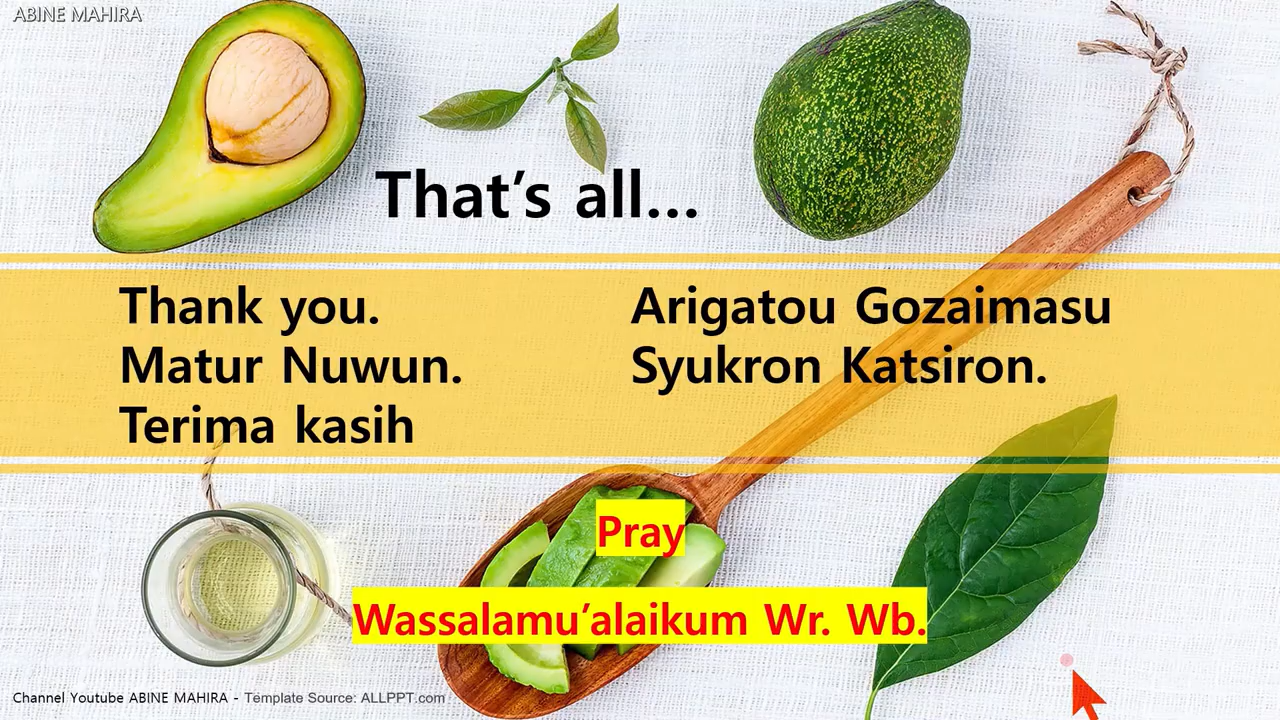 ABINE MAHIRA
That’s all...
Thank you.
Matur Nuwun.
Terima kasih
Arigatou Gozaimasu
Syukron Katsiron.
Pray
Wassalamu’alaikum Wr. Wb.
Channel Youtube ABINE MAHIRA - Template Source: ALLPPT.com